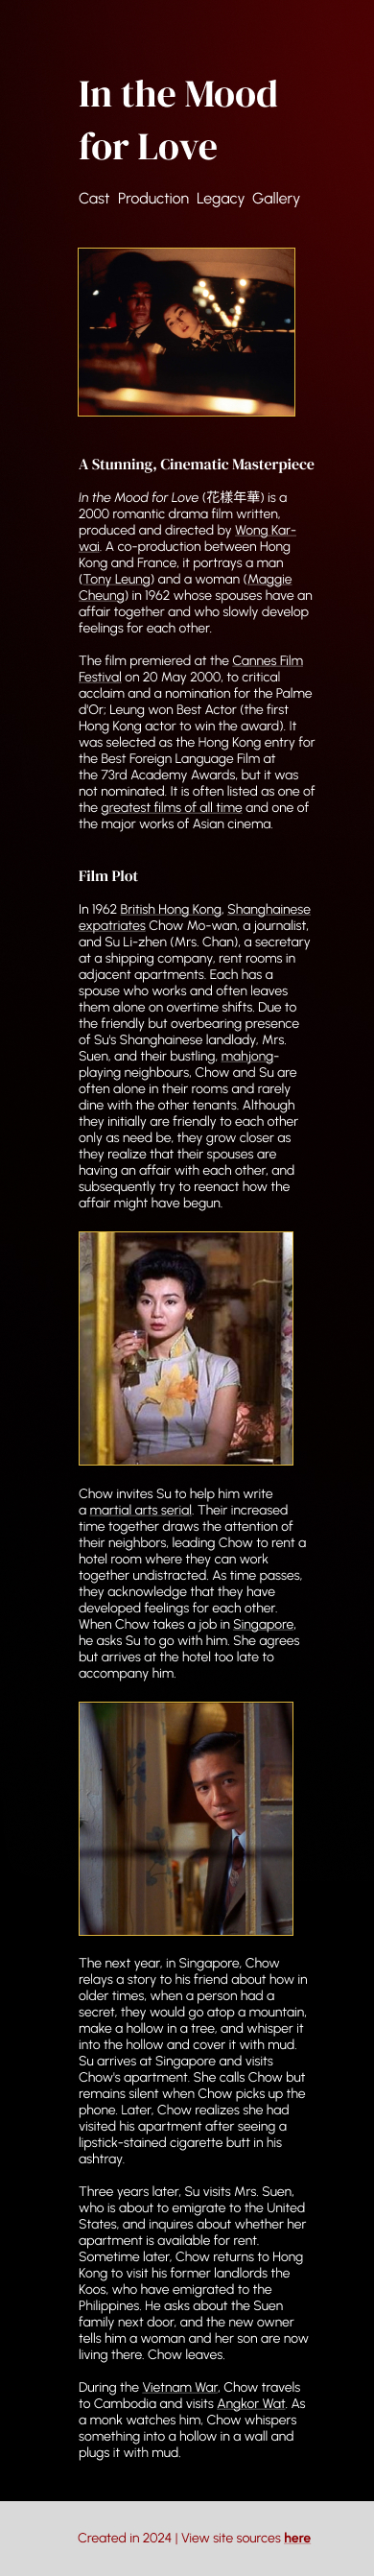 In the Mood
for Love
Cast Production Legacy Gallery
A Stunning, Cinematic Masterpiece
In the Mood for Love (花樣年華) is a
2000 romantic drama film written,
produced and directed by Wong Kar-
wai. A co-production between Hong
Kong and France, it portrays a man
(Tony Leung) and a woman (Maggie
Cheung) in 1962 whose spouses have an
affair together and who slowly develop
feelings for each other.
The film premiered at the Cannes Film
Festival on 20 May 2000, to critical
acclaim and a nomination for the Palme
d'Or; Leung won Best Actor (the first
Hong Kong actor to win the award). It
was selected as the Hong Kong entry for
the Best Foreign Language Film at
the 73rd Academy Awards, but it was
not nominated. It is often listed as one of
the greatest films of all time and one of
the major works of Asian cinema.
Film Plot
In 1962 British Hong Kong, Shanghainese
expatriates Chow Mo-wan, a journalist,
and Su Li-zhen (Mrs. Chan), a secretary
at a shipping company, rent rooms in
adjacent apartments. Each has a
spouse who works and often leaves
them alone on overtime shifts. Due to
the friendly but overbearing presence
of Su's Shanghainese landlady, Mrs.
Suen, and their bustling, mahjong-
playing neighbours, Chow and Su are
often alone in their rooms and rarely
dine with the other tenants. Although
they initially are friendly to each other
only as need be, they grow closer as
they realize that their spouses are
having an affair with each other, and
subsequently try to reenact how the
affair might have begun.
Chow invites Su to help him write
a martial arts serial. Their increased
time together draws the attention of
their neighbors, leading Chow to rent a
hotel room where they can work
together undistracted. As time passes,
they acknowledge that they have
developed feelings for each other.
When Chow takes a job in Singapore,
he asks Su to go with him. She agrees
but arrives at the hotel too late to
accompany him.
The next year, in Singapore, Chow
relays a story to his friend about how in
older times, when a person had a
secret, they would go atop a mountain,
make a hollow in a tree, and whisper it
into the hollow and cover it with mud.
Su arrives at Singapore and visits
Chow's apartment. She calls Chow but
remains silent when Chow picks up the
phone. Later, Chow realizes she had
visited his apartment after seeing a
lipstick-stained cigarette butt in his
ashtray.
Three years later, Su visits Mrs. Suen,
who is about to emigrate to the United
States, and inquires about whether her
apartment is available for rent.
Sometime later, Chow returns to Hong
Kong to visit his former landlords the
Koos, who have emigrated to the
Philippines. He asks about the Suen
family next door, and the new owner
tells him a woman and her son are now
living there. Chow leaves.
During the Vietnam War, Chow travels
to Cambodia and visits Angkor Wat. As
a monk watches him, Chow whispers
something into a hollow in a wall and
plugs it with mud.
Created in 2024 | View site sources here